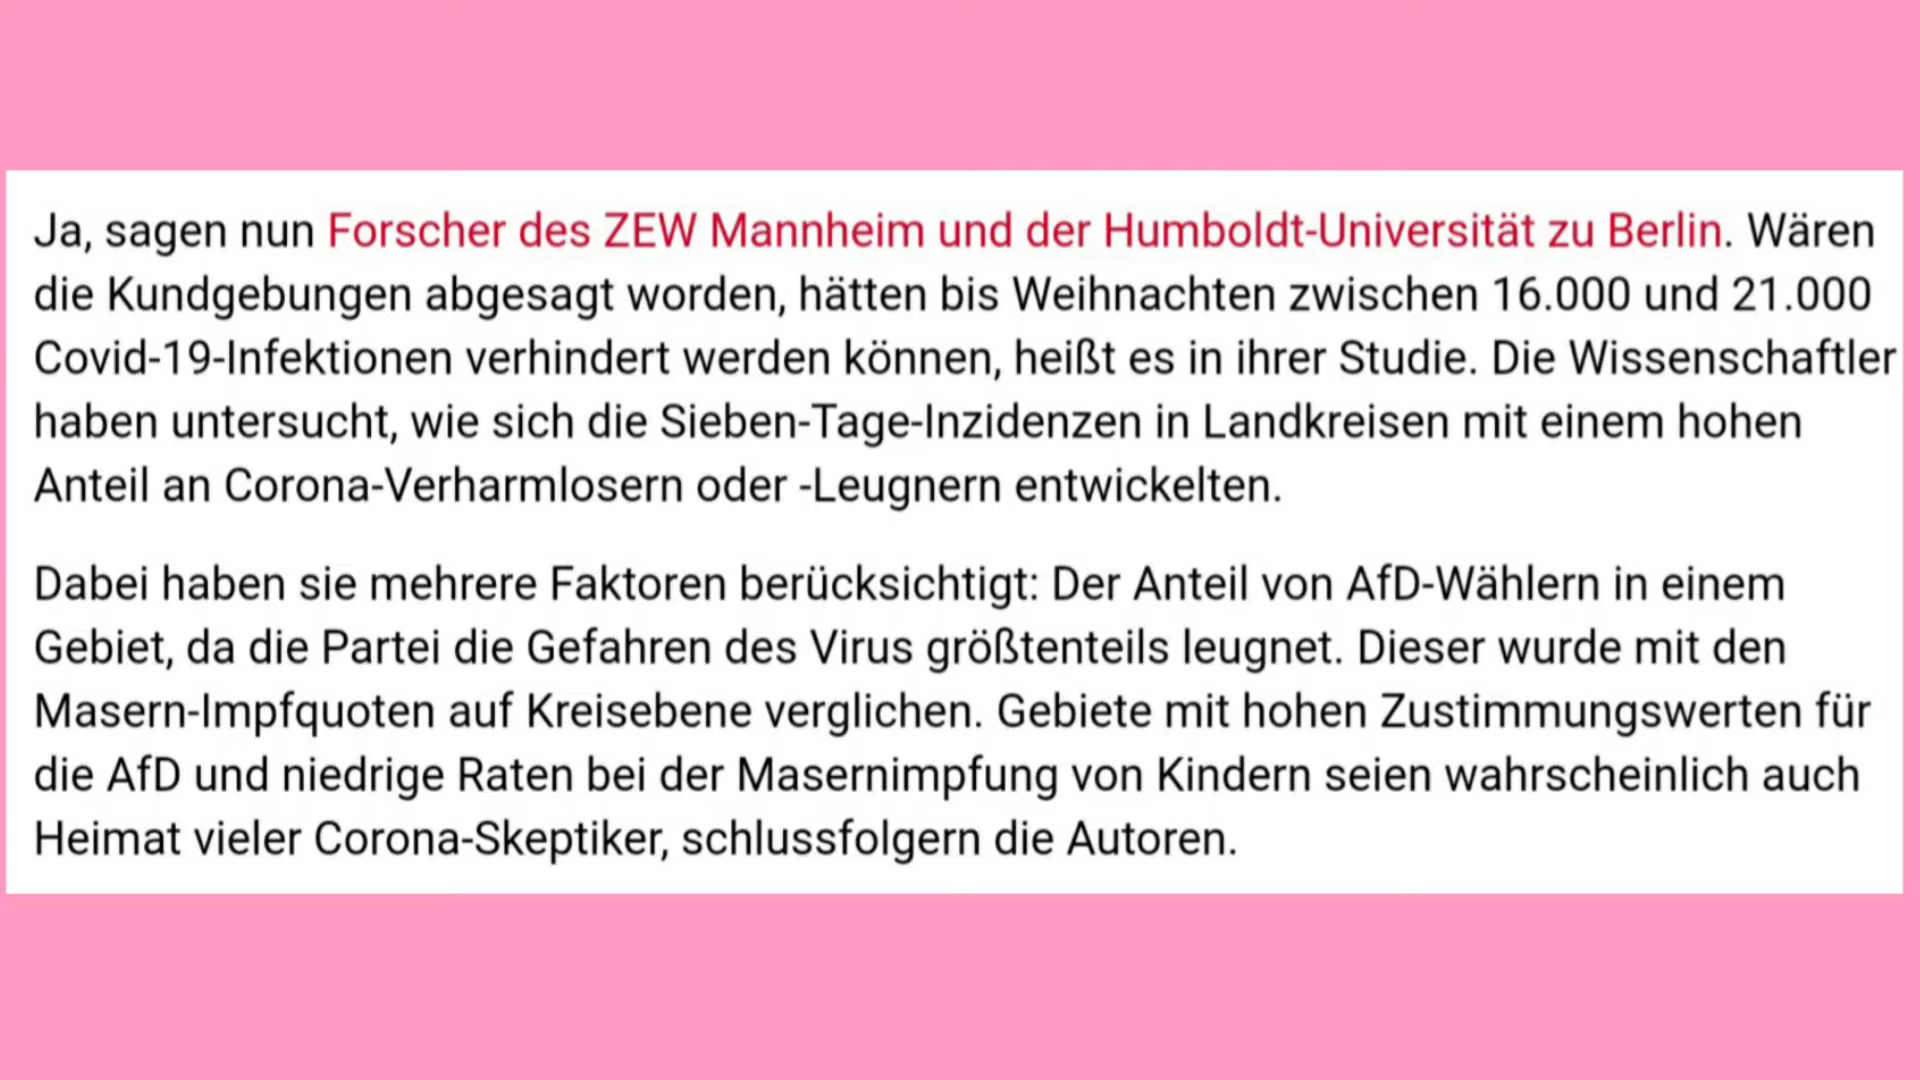 Ja, sagen nun Forscher des ZEW Mannheim und der Humboldt-Universität zu Berlin. Wären
die Kundgebungen abgesagt worden, hätten bis Weihnachten zwischen 16.000 und 21.000
Covid-19-Infektionen verhindert werden können, heißt es in ihrer Studie. Die Wissenschaftler
haben untersucht, wie sich die Sieben-Tage-Inzidenzen in Landkreisen mit einem hohen
Anteil an Corona-Verharmlosern oder -Leugnern entwickelten.
Dabei haben sie mehrere Faktoren berücksichtigt: Der Anteil von AfD-Wählern in einem
Gebiet, da die Partei die Gefahren des Virus größtenteils leugnet. Dieser wurde mit den
Masern-Impfquoten auf Kreisebene verglichen. Gebiete mit hohen Zustimmungswerten für
die AfD und niedrige Raten bei der Masernimpfung von Kindern seien wahrscheinlich auch
Heimat vieler Corona-Skeptiker, schlussfolgern die Autoren.